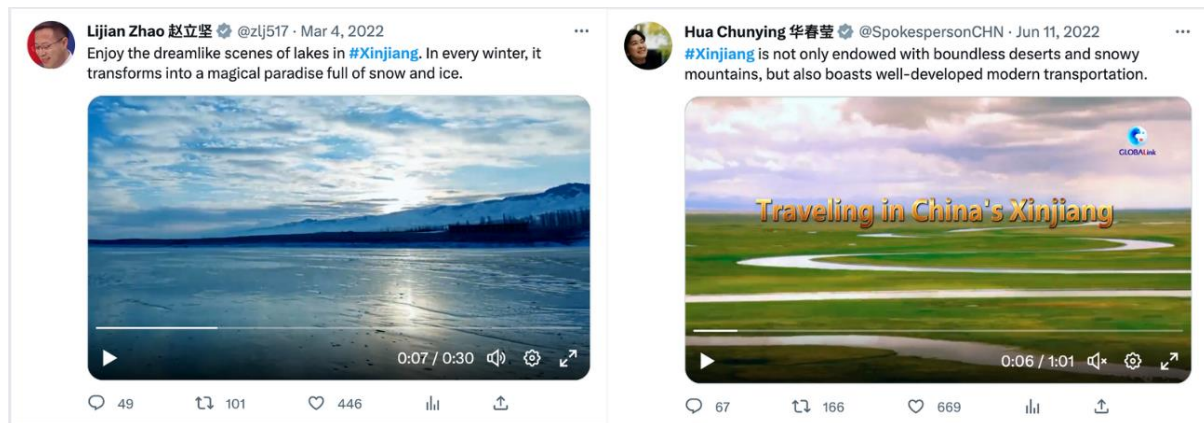 Lijian Zhao 赵立坚 @zlj517 · Mar 4, 2022
Enjoy the dreamlike scenes of lakes in #Xinjiang. In every winter, it
transforms into a magical paradise full of snow and ice.
0:07 / 0:30
49 101 446
Hua Chunying 华春莹 @SpokespersonCHN · Jun 11, 2022
#Xinjiang is not only endowed with boundless deserts and snowy
mountains, but also boasts well-developed modern transportation.
GLOBALink
Traveling in China's Xinjiang
0:06 / 1:01
67 166 669